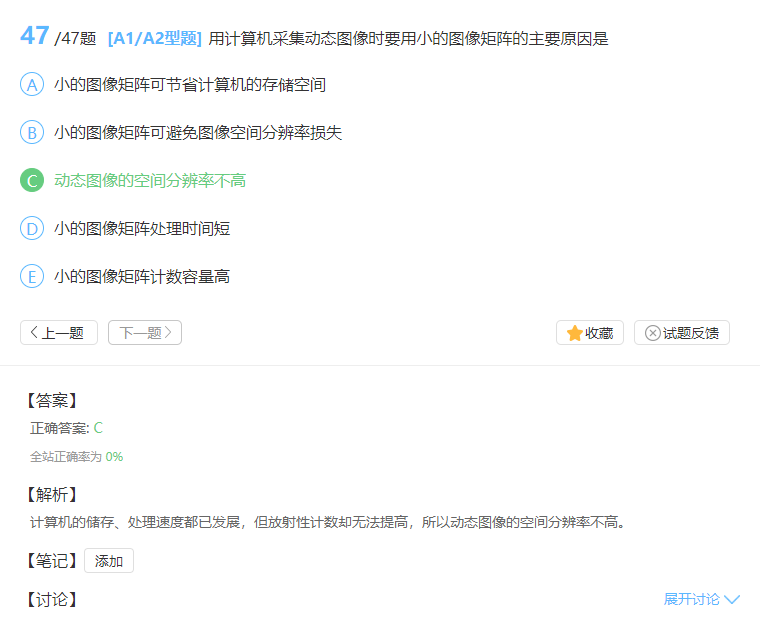 47 /47题 [A1/A2型题] 用计算机采集动态图像时要用小的图像矩阵的主要原因是
A 小的图像矩阵可节省计算机的存储空间
B 小的图像矩阵可避免图像空间分辨率损失
C 动态图像的空间分辨率不高
D 小的图像矩阵处理时间短
E 小的图像矩阵计数容量高
上一题 下一题 收藏 试题反馈
【答案】
正确答案: C
全站正确率为 0%
【解析】
计算机的储存、处理速度都已发展，但放射性计数却无法提高，所以动态图像的空间分辨率不高。
【笔记】 添加
【讨论】 展开讨论